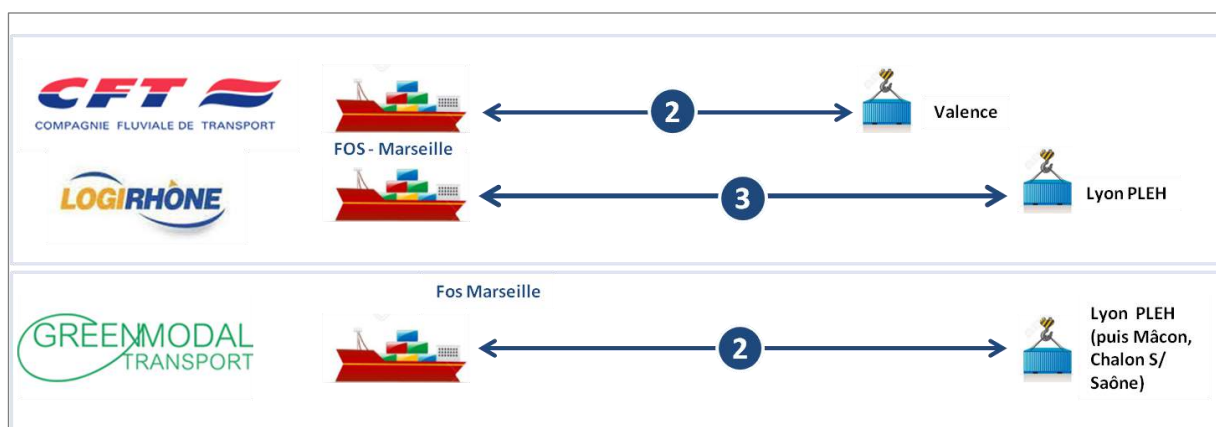 CFT
COMPAGNIE FLUVIALE DE TRANSPORT
2
Valence
FOS - Marseille
LOGIRHÔNE
3
Lyon PLEH
Fos Marseille
GREENMODAL
TRANSPORT
2
Lyon PLEH
(puis Mâcon,
Chalon S/
Saône)